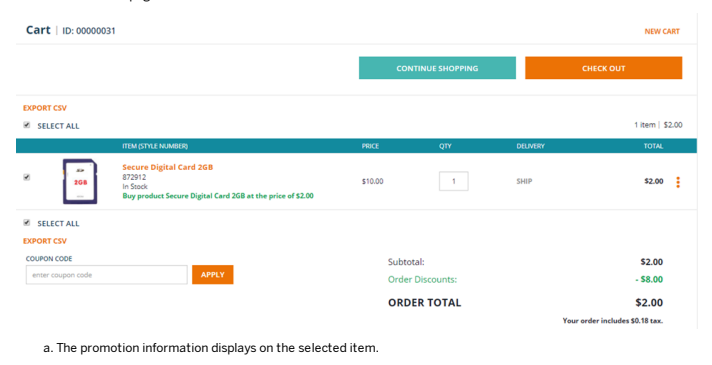 Cart | ID: 00000031
NEW CART
CONTINUE SHOPPING
CHECK OUT
EXPORT CSV
SELECT ALL
1 item | $2.00
ITEM (STYLE NUMBER) PRICE QTY DELIVERY TOTAL
2GB
Secure Digital Card 2GB
872912
In Stock
Buy product Secure Digital Card 2GB at the price of $2.00
$10.00 1 SHIP $2.00
SELECT ALL
EXPORT CSV
COUPON CODE
enter coupon code APPLY
Subtotal: $2.00
Order Discounts: - $8.00
ORDER TOTAL $2.00
Your order includes $0.18 tax.
a. The promotion information displays on the selected item.